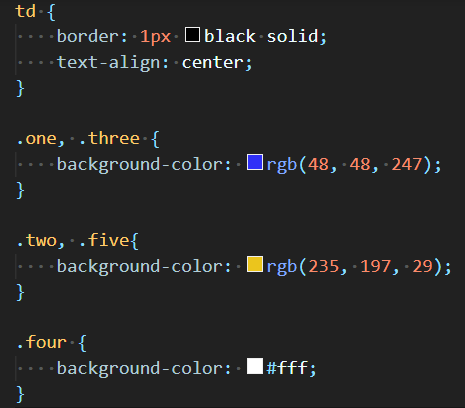 td {
    border: 1px black solid;
    text-align: center;
}

.one, .three {
    background-color: rgb(48, 48, 247);
}

.two, .five{
    background-color: rgb(235, 197, 29);
}

.four {
    background-color: #fff;
}